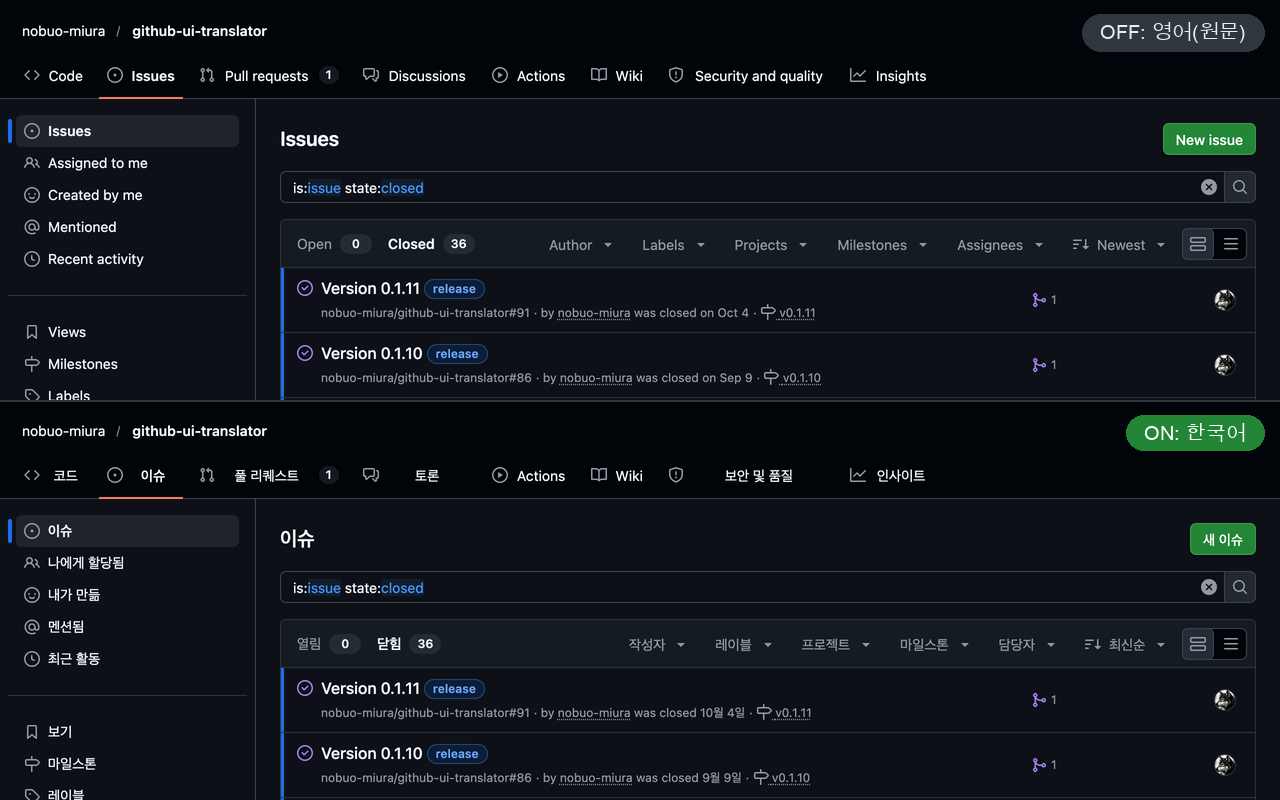 nobuo-miura / github-ui-translator
OFF: 영어(원문)
Code Issues Pull requests 1 Discussions Actions Wiki Security and quality Insights
Issues
Assigned to me
Created by me
Mentioned
Recent activity
Views
Milestones
Labels
Issues
New issue
is:issue state:closed
Open 0 Closed 36 Author Labels Projects Milestones Assignees Newest
Version 0.1.11 release
nobuo-miura/github-ui-translator#91 · by nobuo-miura was closed on Oct 4 · v0.1.11
1
Version 0.1.10 release
nobuo-miura/github-ui-translator#86 · by nobuo-miura was closed on Sep 9 · v0.1.10
1
nobuo-miura / github-ui-translator
ON: 한국어
코드 이슈 풀 리퀘스트 1 토론 Actions Wiki 보안 및 품질 인사이트
이슈
나에게 할당됨
내가 만듦
멘션됨
최근 활동
보기
마일스톤
레이블
이슈
새 이슈
is:issue state:closed
열림 0 닫힘 36 작성자 레이블 프로젝트 마일스톤 담당자 최신순
Version 0.1.11 release
nobuo-miura/github-ui-translator#91 · by nobuo-miura was closed 10월 4일 · v0.1.11
1
Version 0.1.10 release
nobuo-miura/github-ui-translator#86 · by nobuo-miura was closed 9월 9일 · v0.1.10
1